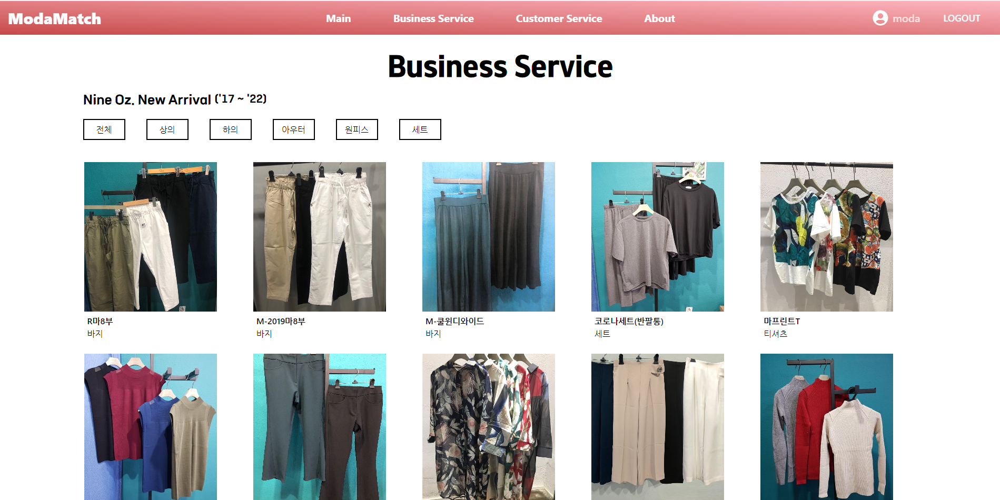 ModaMatch
Main
Business Service
Customer Service
About
moda
LOGOUT
Business Service
Nine Oz. New Arrival ('17 ~ '22)
전체
상의
하의
아우터
원피스
세트
R마8부
바지
M-2019마8부
바지
M-쿨윈디와이드
바지
코로나세트(반팔통)
세트
마프린트T
티셔츠